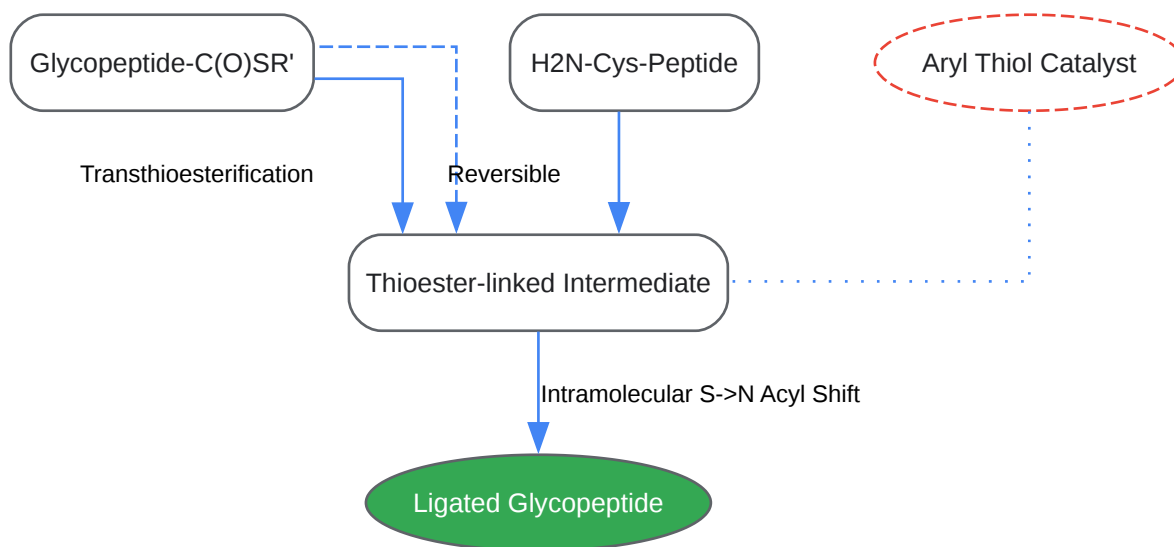 Glycopeptide-C(O)SR'
H2N-Cys-Peptide
Aryl Thiol Catalyst
Transthioesterification
Reversible
Thioester-linked Intermediate
Intramolecular S->N Acyl Shift
Ligated Glycopeptide